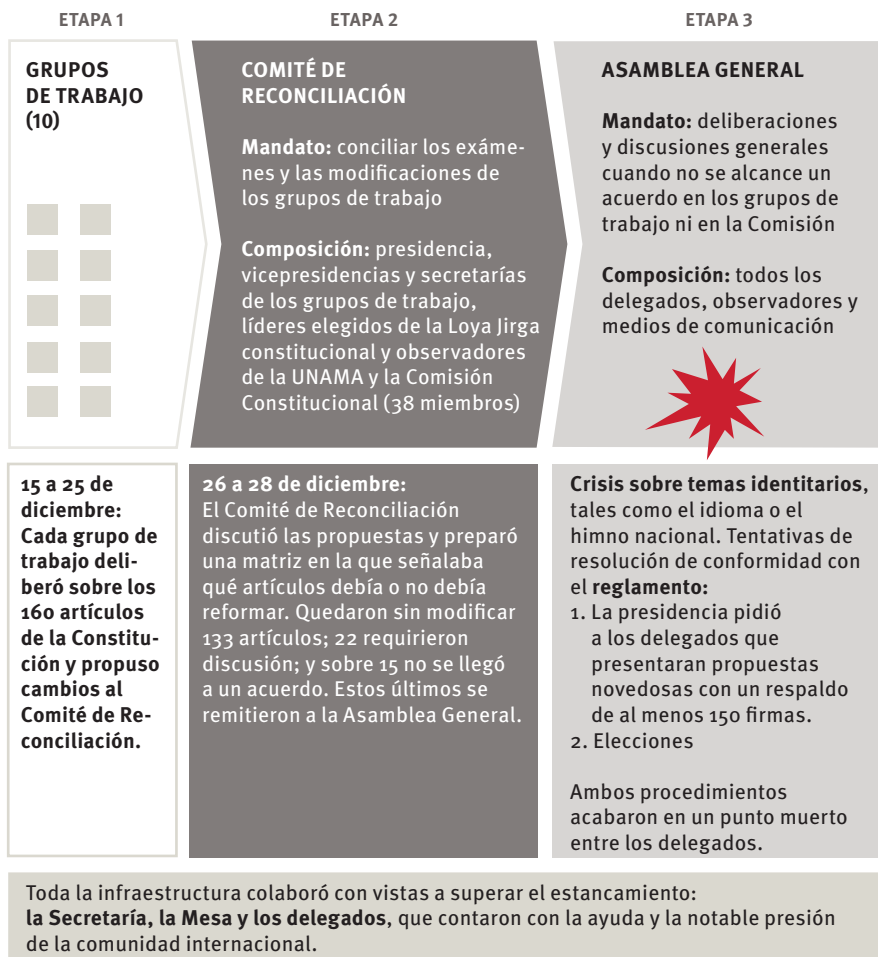 ETAPA 1
ETAPA 2
ETAPA 3
GRUPOS
DE TRABAJO
(10)
COMITÉ DE
RECONCILIACIÓN
Mandato: conciliar los exáme-
nes y las modificaciones de
los grupos de trabajo
Composición: presidencia,
vicepresidencias y secretarías
de los grupos de trabajo,
líderes elegidos de la Loya Jirga
constitucional y observadores
de la UNAMA y la Comisión
Constitucional (38 miembros)
ASAMBLEA GENERAL
Mandato: deliberaciones
y discusiones generales
cuando no se alcance un
acuerdo en los grupos de
trabajo ni en la Comisión
Composición: todos los
delegados, observadores y
medios de comunicación
15 a 25 de
diciembre:
Cada grupo de
trabajo deli-
beró sobre los
160 artículos
de la Constitu-
ción y propuso
cambios al
Comité de Re-
conciliación.
26 a 28 de diciembre:
El Comité de Reconciliación
discutió las propuestas y preparó
una matriz en la que señalaba
qué artículos debía o no debía
reformar. Quedaron sin modificar
133 artículos; 22 requirieron
discusión; y sobre 15 no se llegó
a un acuerdo. Estos últimos se
remitieron a la Asamblea General.
Crisis sobre temas identitarios,
tales como el idioma o el
himno nacional. Tentativas de
resolución de conformidad con
el reglamento:
1. La presidencia pidió
a los delegados que
presentaran propuestas
novedosas con un respaldo
de al menos 150 firmas.
2. Elecciones
Ambos procedimientos
acabaron en un punto muerto
entre los delegados.
Toda la infraestructura colaboró con vistas a superar el estancamiento:
la Secretaría, la Mesa y los delegados, que contaron con la ayuda y la notable presión
de la comunidad internacional.